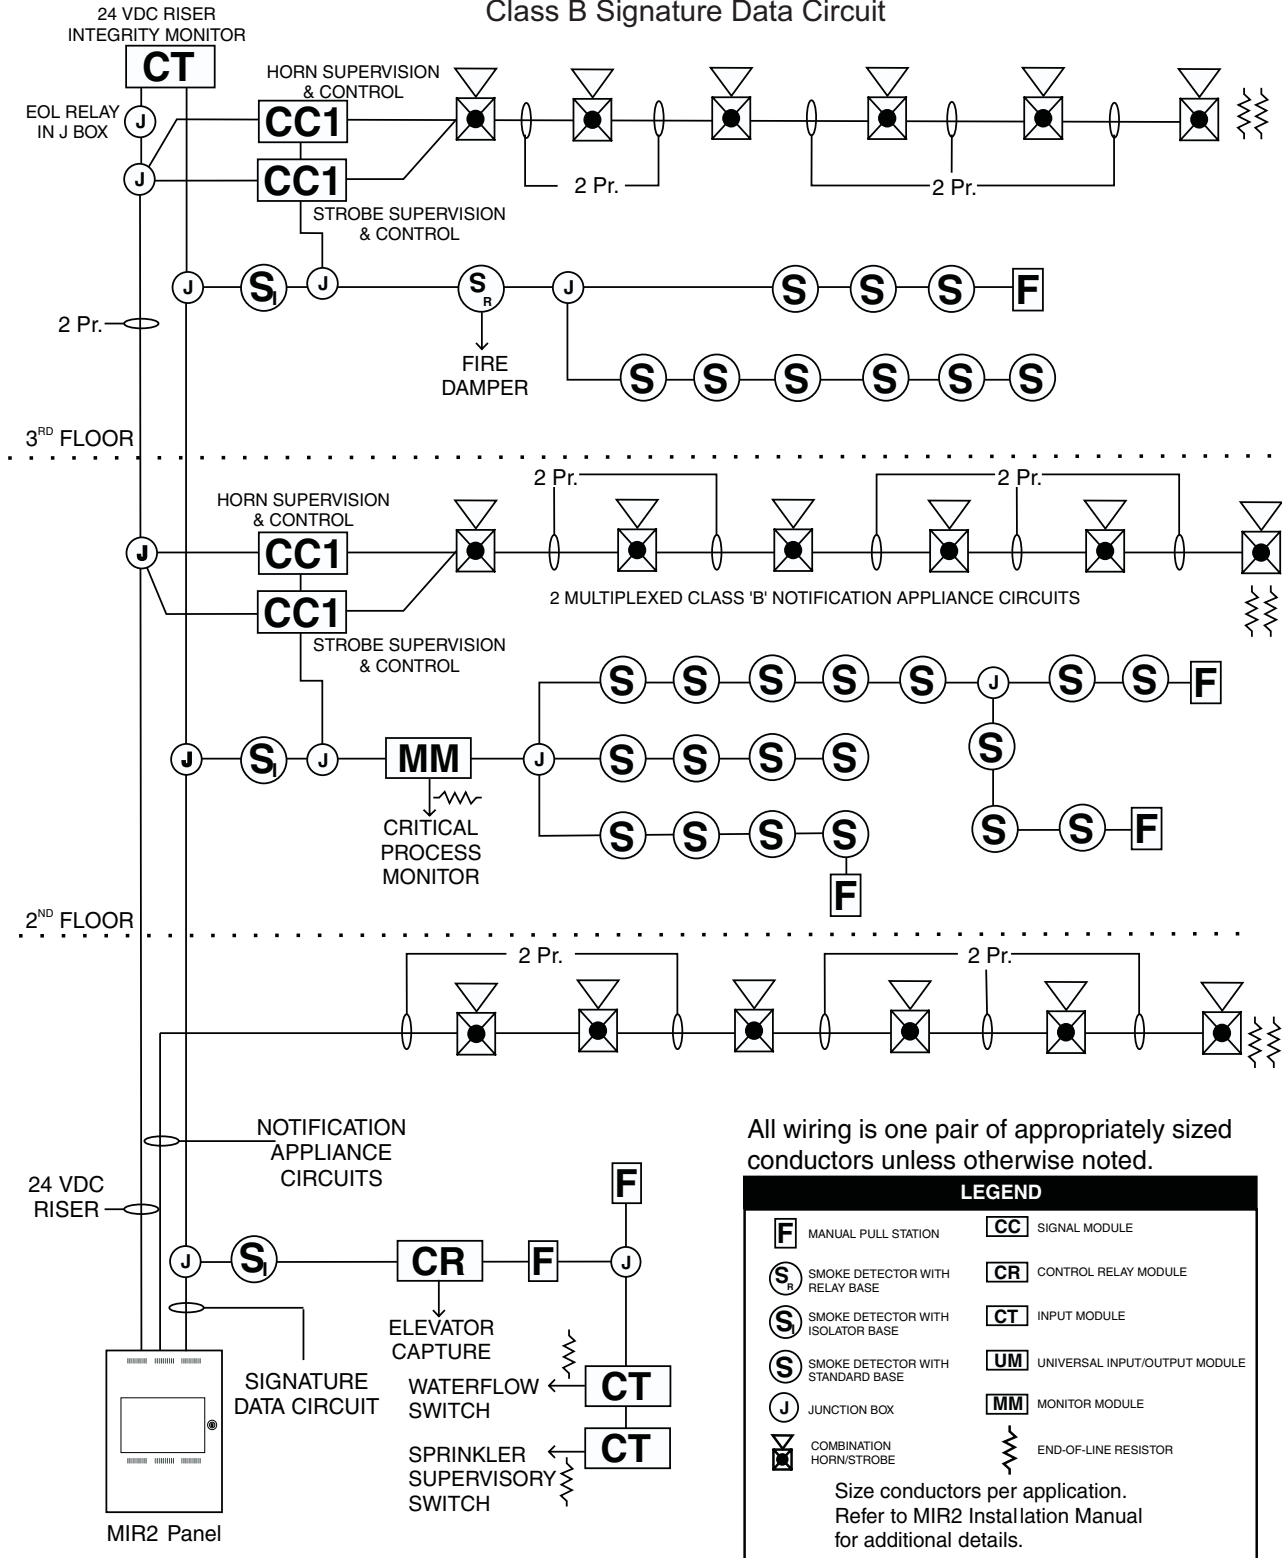 Class B Signature Data Circuit
24 VDC RISER
INTEGRITY MONITOR
CT
EOL RELAY
IN J BOX
J
J
HORN SUPERVISION
& CONTROL
CC1
CC1
STROBE SUPERVISION
& CONTROL
2 Pr.
2 Pr.
J
SI
J
SR
J
S
S
S
F
2 Pr.
FIRE
DAMPER
S
S
S
S
S
S
3RD FLOOR
2 Pr.
2 Pr.
HORN SUPERVISION
& CONTROL
J
CC1
CC1
2 MULTIPLEXED CLASS 'B' NOTIFICATION APPLIANCE CIRCUITS
STROBE SUPERVISION
& CONTROL
S
S
S
S
S
J
S
S
F
J
SI
J
MM
J
S
S
S
S
S
CRITICAL
PROCESS
MONITOR
S
S
S
S
S
S
F
F
2ND FLOOR
2 Pr.
2 Pr.
NOTIFICATION
APPLIANCE
CIRCUITS
24 VDC
RISER
F
J
SI
CR
F
J
ELEVATOR
CAPTURE
SIGNATURE
DATA CIRCUIT
WATERFLOW
SWITCH
CT
SPRINKLER
SUPERVISORY
SWITCH
CT
MIR2 Panel
All wiring is one pair of appropriately sized
conductors unless otherwise noted.
LEGEND
F MANUAL PULL STATION
CC SIGNAL MODULE
SR SMOKE DETECTOR WITH
RELAY BASE
CR CONTROL RELAY MODULE
SI SMOKE DETECTOR WITH
ISOLATOR BASE
CT INPUT MODULE
S SMOKE DETECTOR WITH
STANDARD BASE
UM UNIVERSAL INPUT/OUTPUT MODULE
J JUNCTION BOX
MM MONITOR MODULE
COMBINATION
HORN/STROBE
END-OF-LINE RESISTOR
Size conductors per application.
Refer to MIR2 Installation Manual
for additional details.